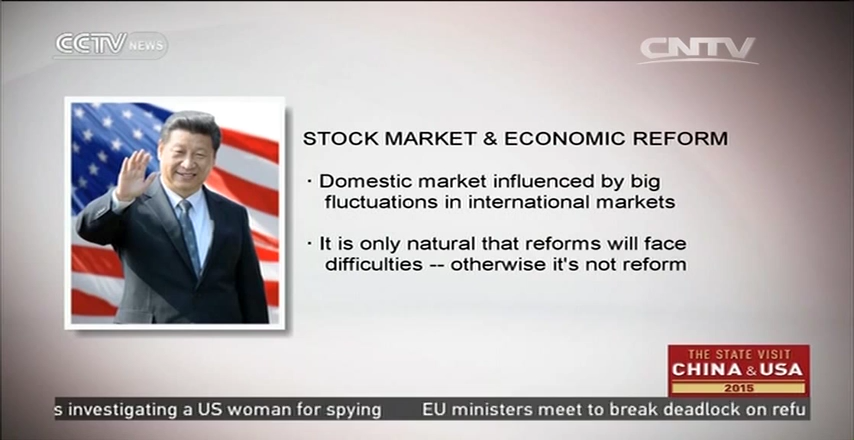 CCTV NEWS
CNTV
STOCK MARKET & ECONOMIC REFORM
· Domestic market influenced by big
fluctuations in international markets
· It is only natural that reforms will face
difficulties -- otherwise it's not reform
THE STATE VISIT
CHINA & USA
2015
s investigating a US woman for spying EU ministers meet to break deadlock on refu